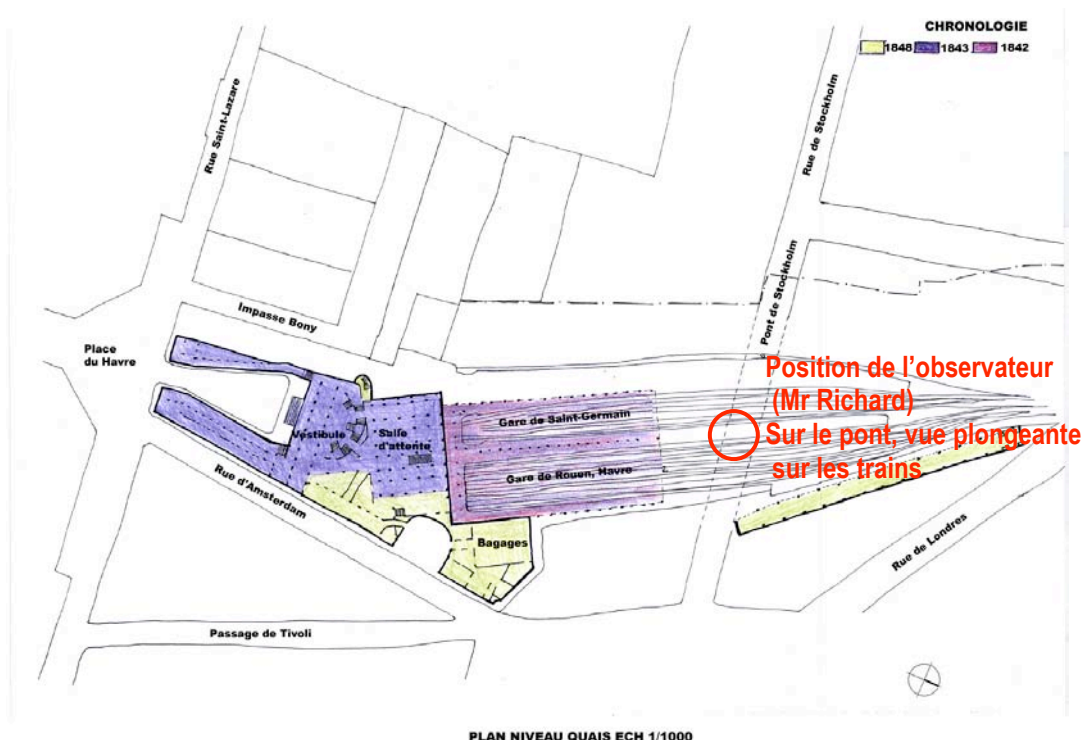 CHRONOLOGIE
1848 1843 1842
Rue Saint-Lazare
Rue de Stockholm
Pont de Stockholm
Impasse Bony
Place
du Havre
Position de l'observateur
(Mr Richard)
Sur le pont, vue plongeante
sur les trains
Gare de Saint-Germain
Vestibule
Salle
d'attente
Gare de Rouen, Havre
Rue d'Amsterdam
Bagages
Rue de Londres
Passage de Tivoli
PLAN NIVEAU QUAIS ECH 1/1000